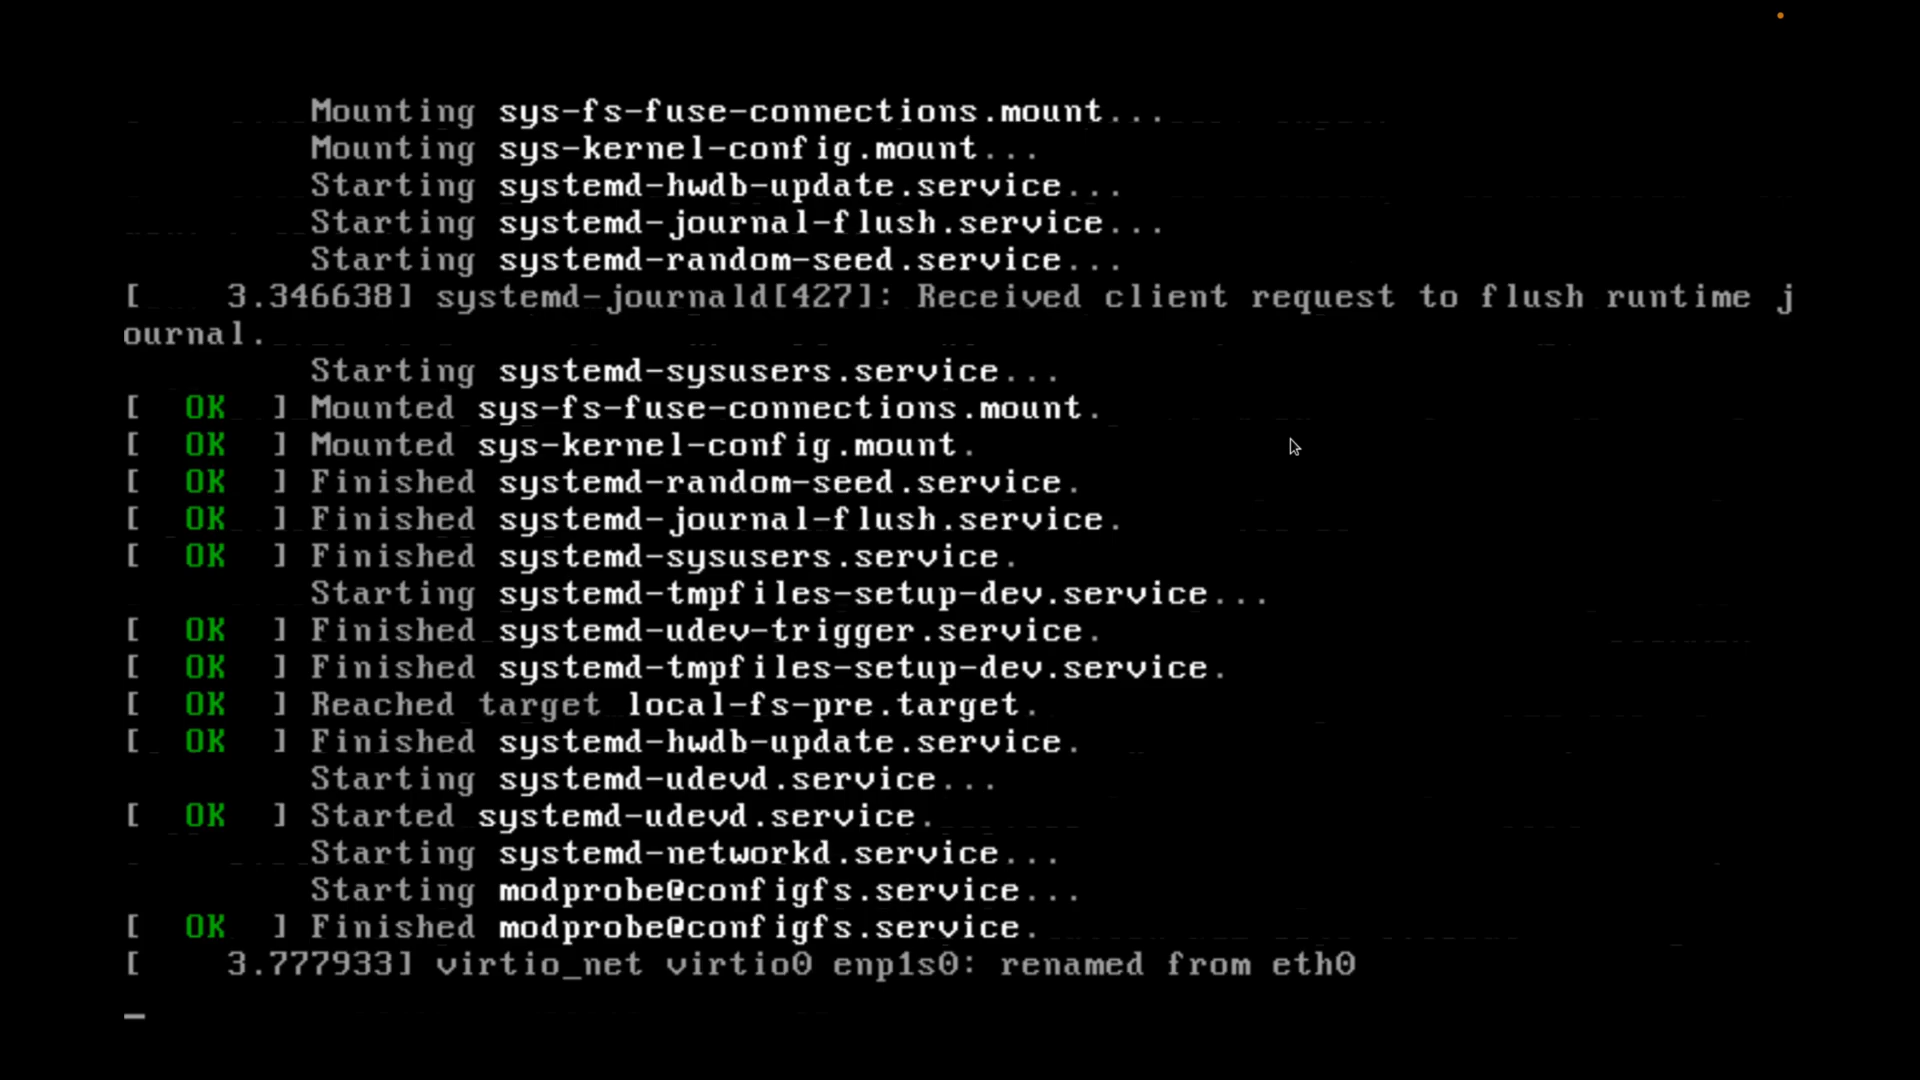 Mounting sys-fs-fuse-connections.mount...
Mounting sys-kernel-config.mount...
Starting systemd-hwdb-update.service...
Starting systemd-journal-flush.service...
Starting systemd-random-seed.service...
[    3.346638] systemd-journald[427]: Received client request to flush runtime j
ournal.
Starting systemd-sysusers.service...
[  OK  ] Mounted sys-fs-fuse-connections.mount.
[  OK  ] Mounted sys-kernel-config.mount.
[  OK  ] Finished systemd-random-seed.service.
[  OK  ] Finished systemd-journal-flush.service.
[  OK  ] Finished systemd-sysusers.service.
Starting systemd-tmpfiles-setup-dev.service...
[  OK  ] Finished systemd-udev-trigger.service.
[  OK  ] Finished systemd-tmpfiles-setup-dev.service.
[  OK  ] Reached target local-fs-pre.target.
[  OK  ] Finished systemd-hwdb-update.service.
Starting systemd-udevd.service...
[  OK  ] Started systemd-udevd.service.
Starting systemd-networkd.service...
Starting modprobe@configfs.service...
[  OK  ] Finished modprobe@configfs.service.
[    3.777933] virtio_net virtio0 enp1s0: renamed from eth0